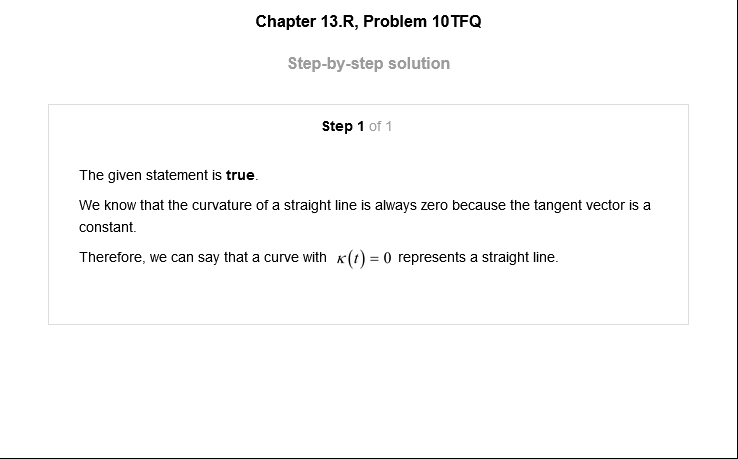 Chapter 13.R, Problem 10TFQ
Step-by-step solution
Step 1 of 1
The given statement is true.
We know that the curvature of a straight line is always zero because the tangent vector is a
constant.
Therefore, we can say that a curve with κ(t) = 0 represents a straight line.